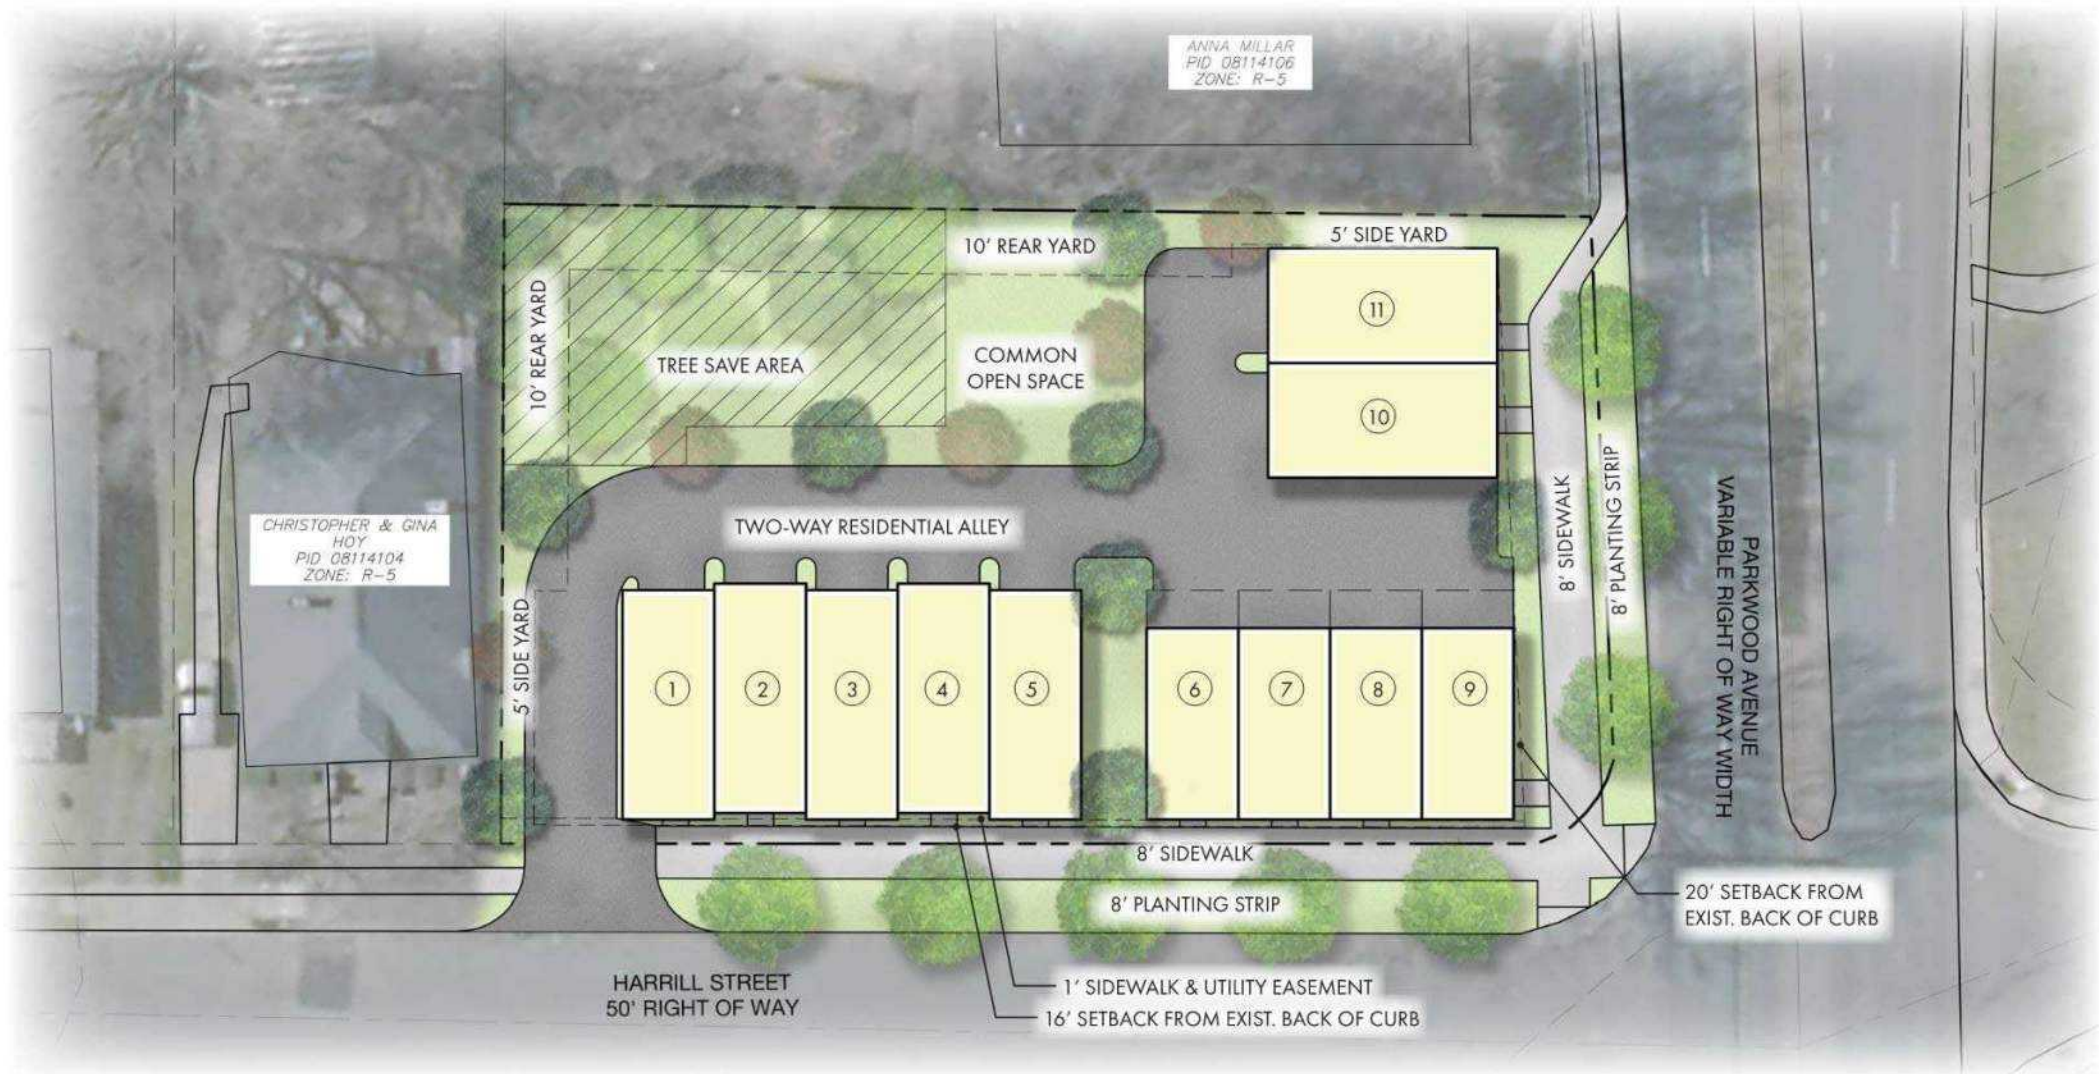 ANNA MILLAR
PID 08114106
ZONE: R-5
5' SIDE YARD
10' REAR YARD
10' REAR YARD
TREE SAVE AREA
COMMON
OPEN SPACE
11
10
CHRISTOPHER & GINA
HOY
PID 08114104
ZONE: R-5
TWO-WAY RESIDENTIAL ALLEY
8' SIDEWALK
8' PLANTING STRIP
PARKWOOD AVENUE
VARIABLE RIGHT OF WAY WIDTH
5' SIDE YARD
1
2
3
4
5
6
7
8
9
8' SIDEWALK
8' PLANTING STRIP
20' SETBACK FROM
EXIST. BACK OF CURB
HARRILL STREET
50' RIGHT OF WAY
1' SIDEWALK & UTILITY EASEMENT
16' SETBACK FROM EXIST. BACK OF CURB